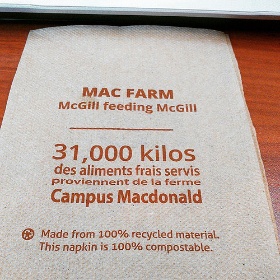 MAC FARM
McGill feeding McGill
31,000 kilos
des aliments frais servis
proviennent de la ferme
Campus Macdonald
Made from 100% recycled material.
This napkin is 100% compostable.